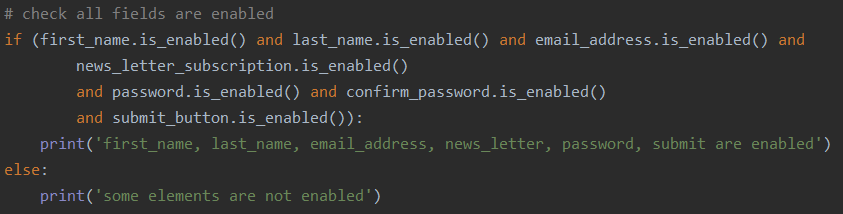 # check all fields are enabled
if (first_name.is_enabled() and last_name.is_enabled() and email_address.is_enabled() and
        news_letter_subscription.is_enabled()
        and password.is_enabled() and confirm_password.is_enabled()
        and submit_button.is_enabled()):
    print('first_name, last_name, email_address, news_letter, password, submit are enabled')
else:
    print('some elements are not enabled')